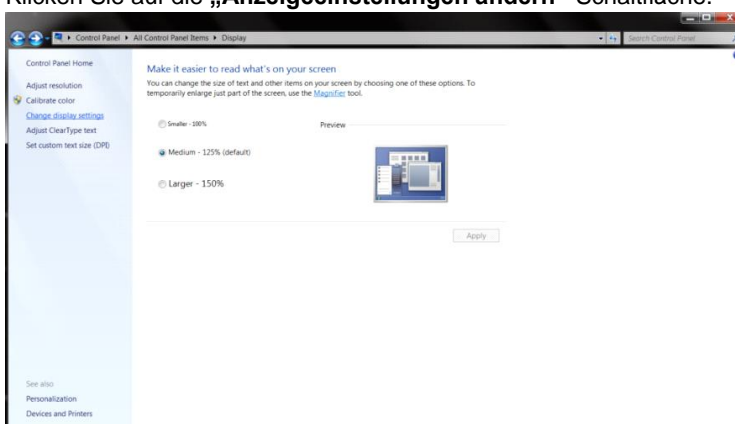 Klicken Sie auf die „Anzeigeeinstellungen ändern“ Schaltfläche.
Control Panel ▸ All Control Panel Items ▸ Display
Search Control Panel
Control Panel Home
Adjust resolution
Calibrate color
Change display settings
Adjust ClearType text
Set custom text size (DPI)
Make it easier to read what's on your screen
You can change the size of text and other items on your screen by choosing one of these options. To
temporarily enlarge just part of the screen, use the Magnifier tool.
Smaller - 100%
Preview
Medium - 125% (default)
Larger - 150%
Apply
See also
Personalization
Devices and Printers